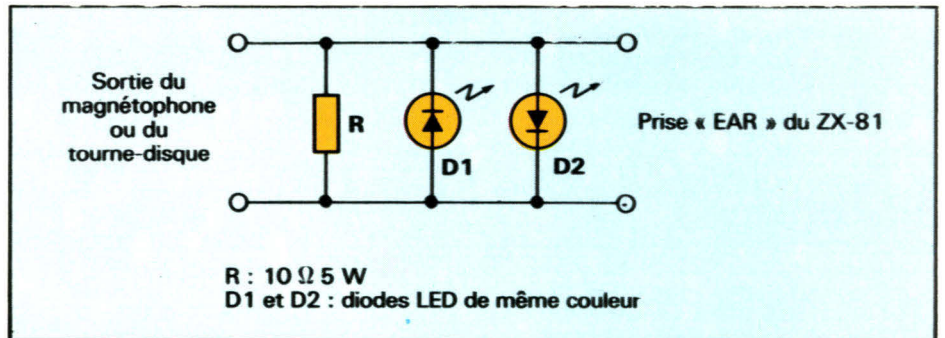 Sortie du
magnétophone
ou du
tourne-disque
R
D1
D2
Prise « EAR » du ZX-81
R : 10 Ω 5 W
D1 et D2 : diodes LED de même couleur